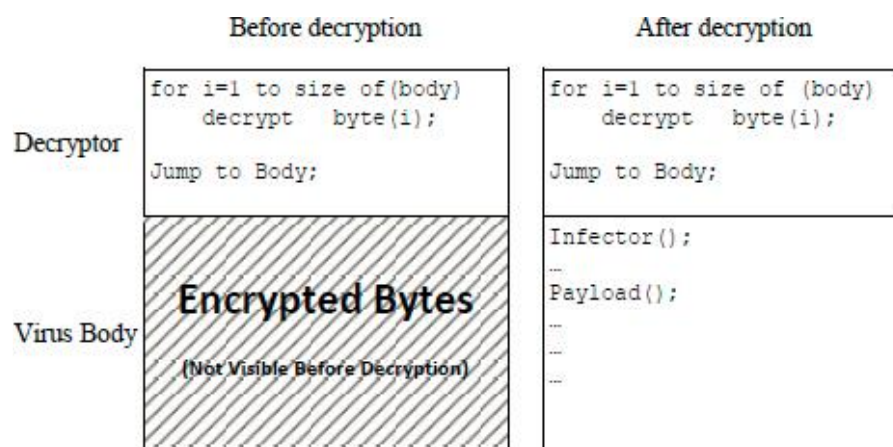 Before decryption
After decryption
Decryptor
for i=1 to size of(body)
decrypt byte(i);
Jump to Body;
for i=1 to size of (body)
decrypt byte(i);
Jump to Body;
Virus Body
Encrypted Bytes
(Not Visible Before Decryption)
Infector();
…
Payload();
…
…
…